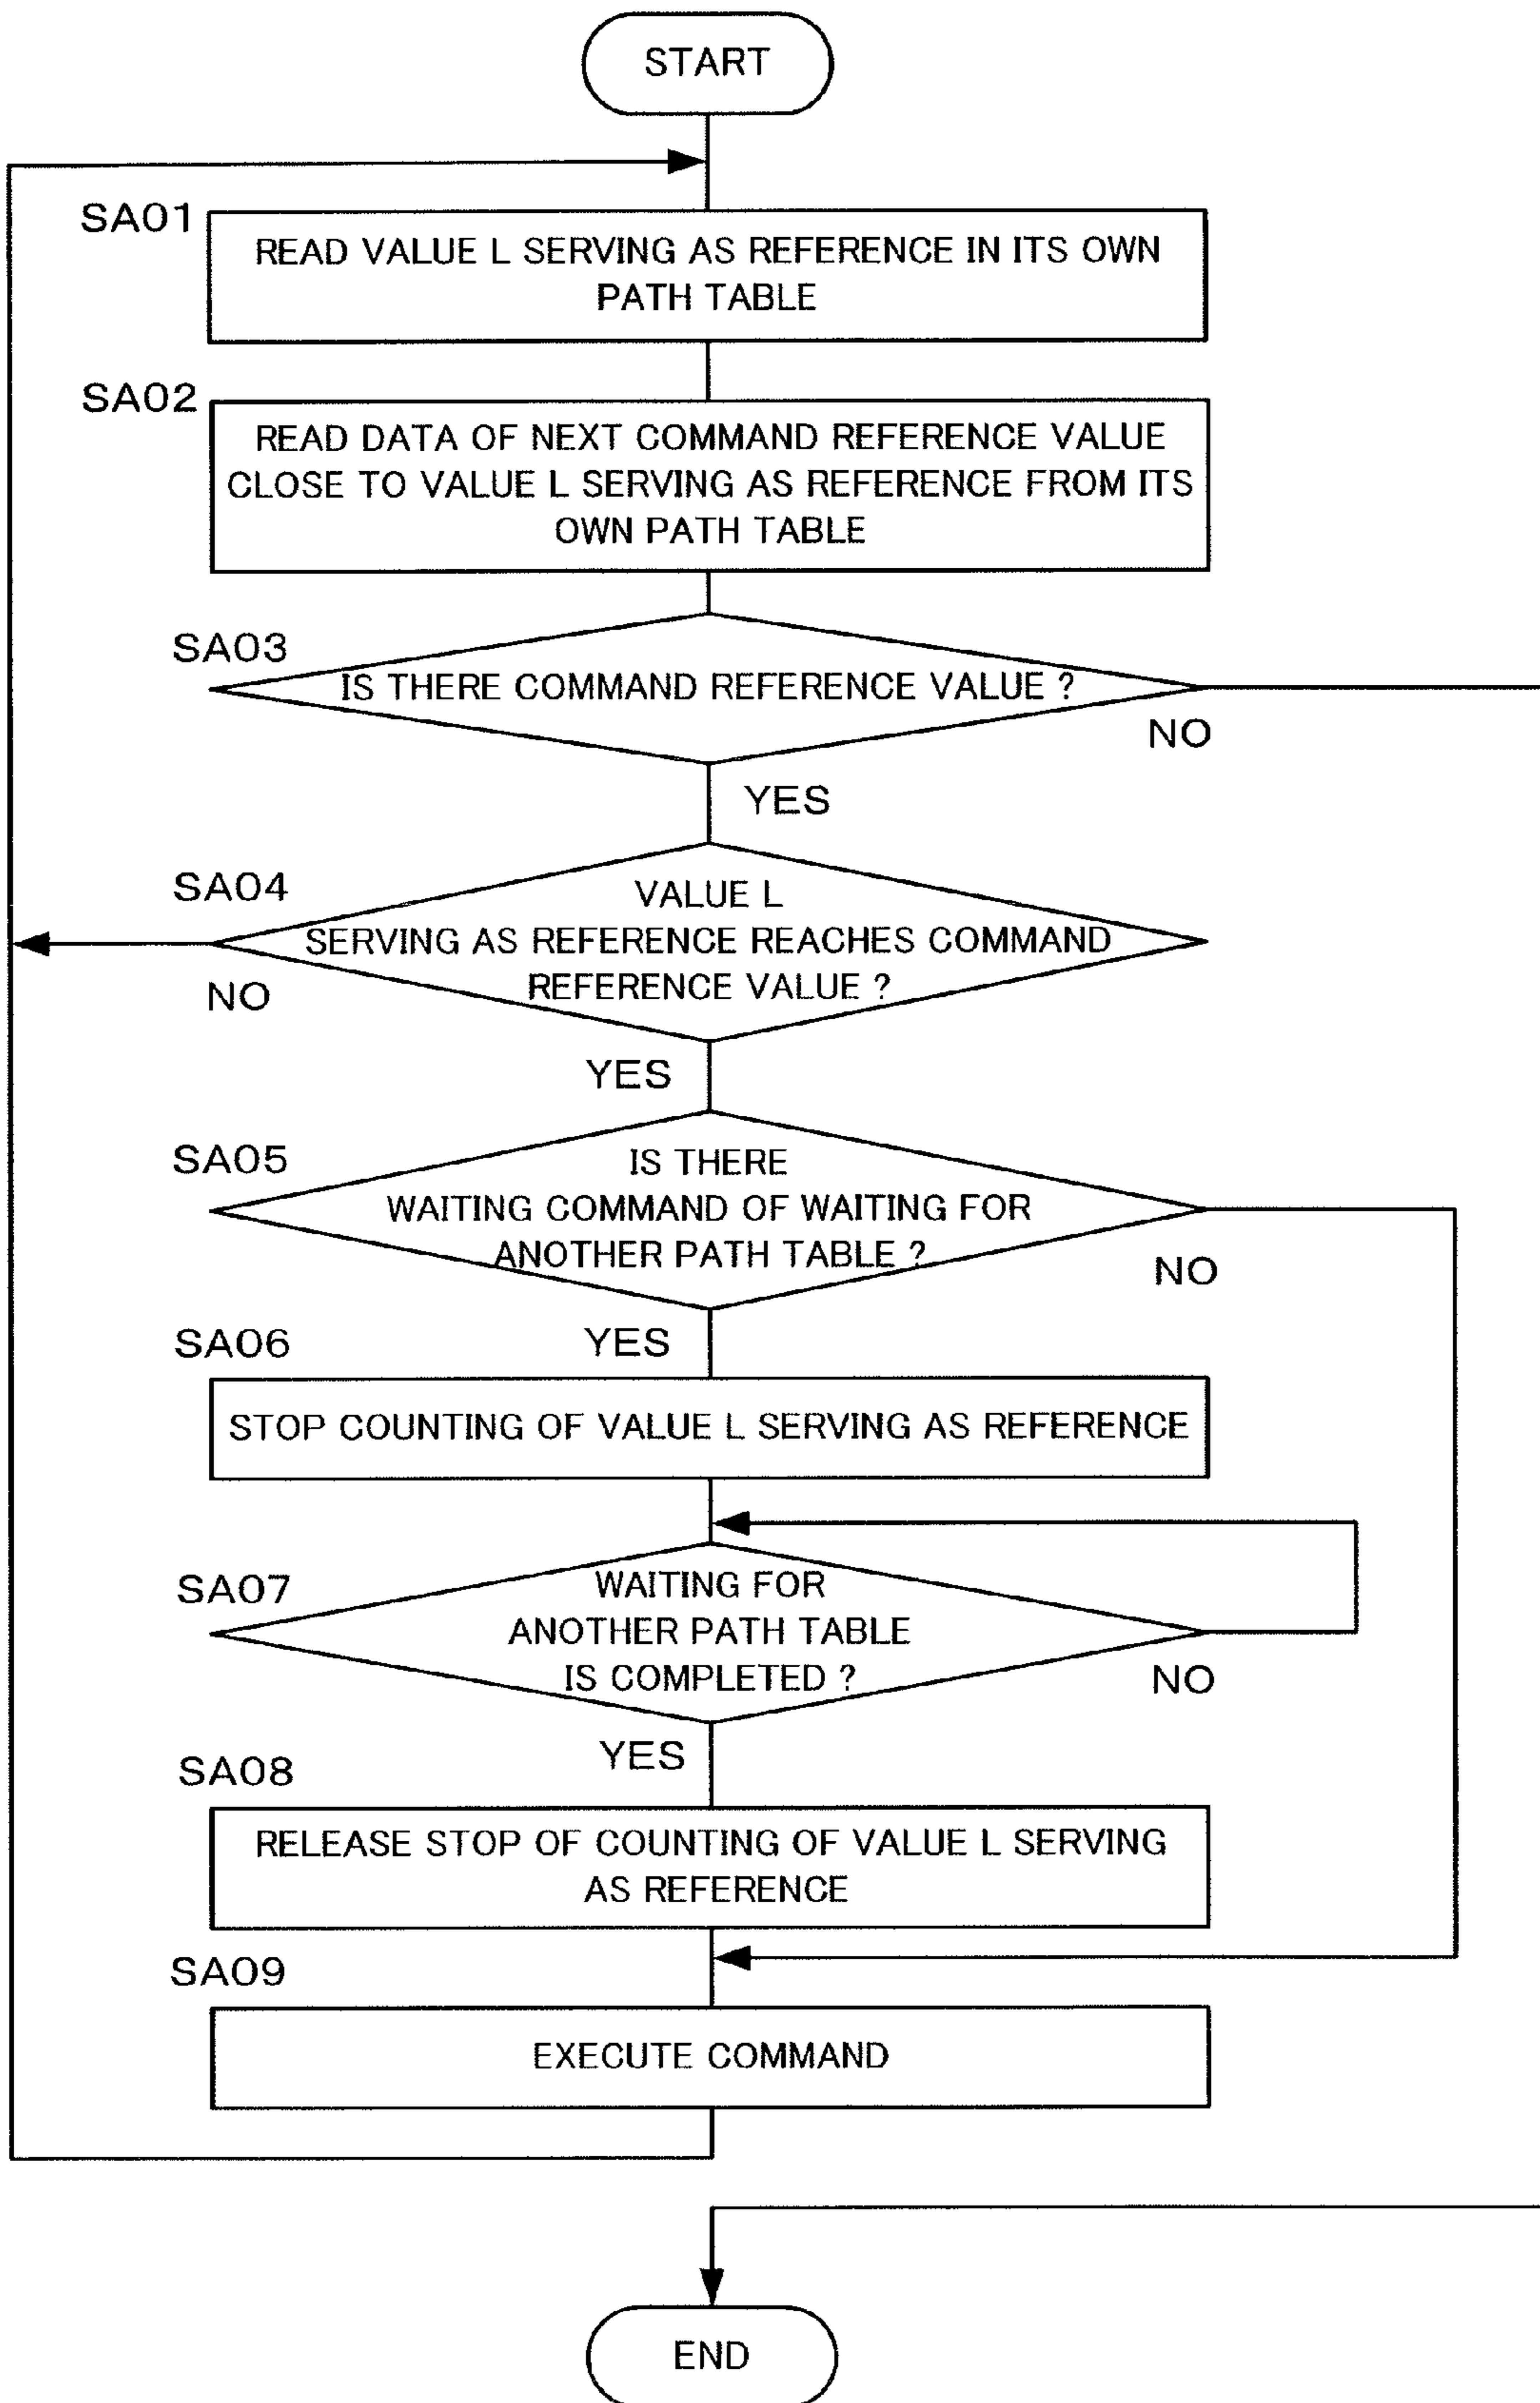 START
SA01
READ VALUE L SERVING AS REFERENCE IN ITS OWN
PATH TABLE
SA02
READ DATA OF NEXT COMMAND REFERENCE VALUE
CLOSE TO VALUE L SERVING AS REFERENCE FROM ITS
OWN PATH TABLE
SA03
IS THERE COMMAND REFERENCE VALUE ?
NO
YES
SA04
VALUE L
SERVING AS REFERENCE REACHES COMMAND
REFERENCE VALUE ?
NO
YES
SA05
IS THERE
WAITING COMMAND OF WAITING FOR
ANOTHER PATH TABLE ?
NO
YES
SA06
STOP COUNTING OF VALUE L SERVING AS REFERENCE
SA07
WAITING FOR
ANOTHER PATH TABLE
IS COMPLETED ?
NO
YES
SA08
RELEASE STOP OF COUNTING OF VALUE L SERVING
AS REFERENCE
SA09
EXECUTE COMMAND
END